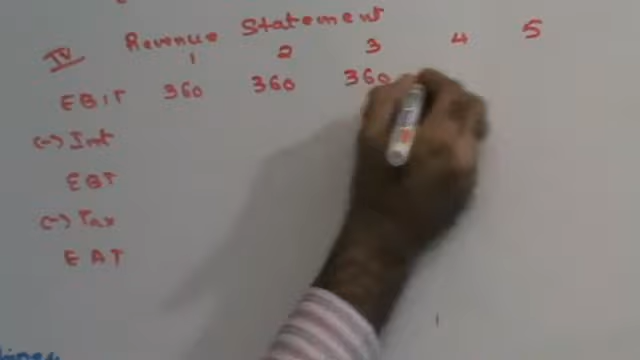 IV Revenue Statement
1 2 3 4 5
EBIT 360 360 360
(-) Int
EBT
(-) Tax
EAT